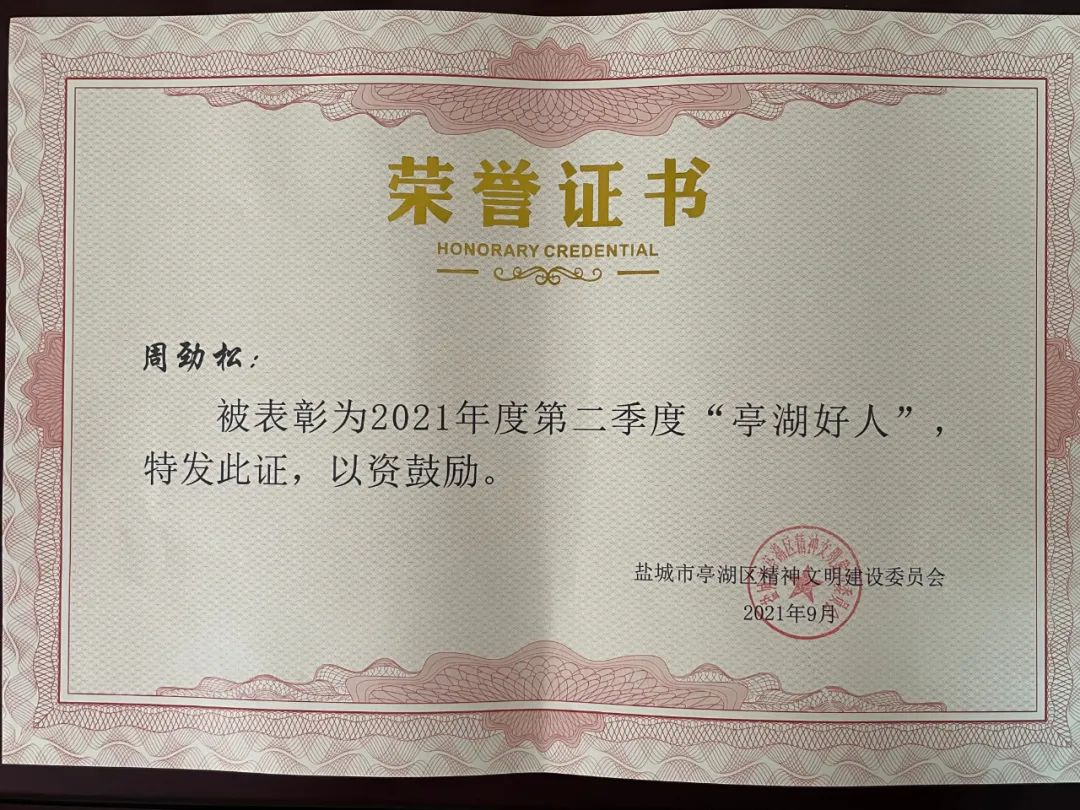 荣誉证书
HONORARY CREDENTIAL
周劲松：
被表彰为2021年度第二季度“亭湖好人”，
特发此证，以资鼓励。
盐城市亭湖区精神文明建设委员会
2021年9月